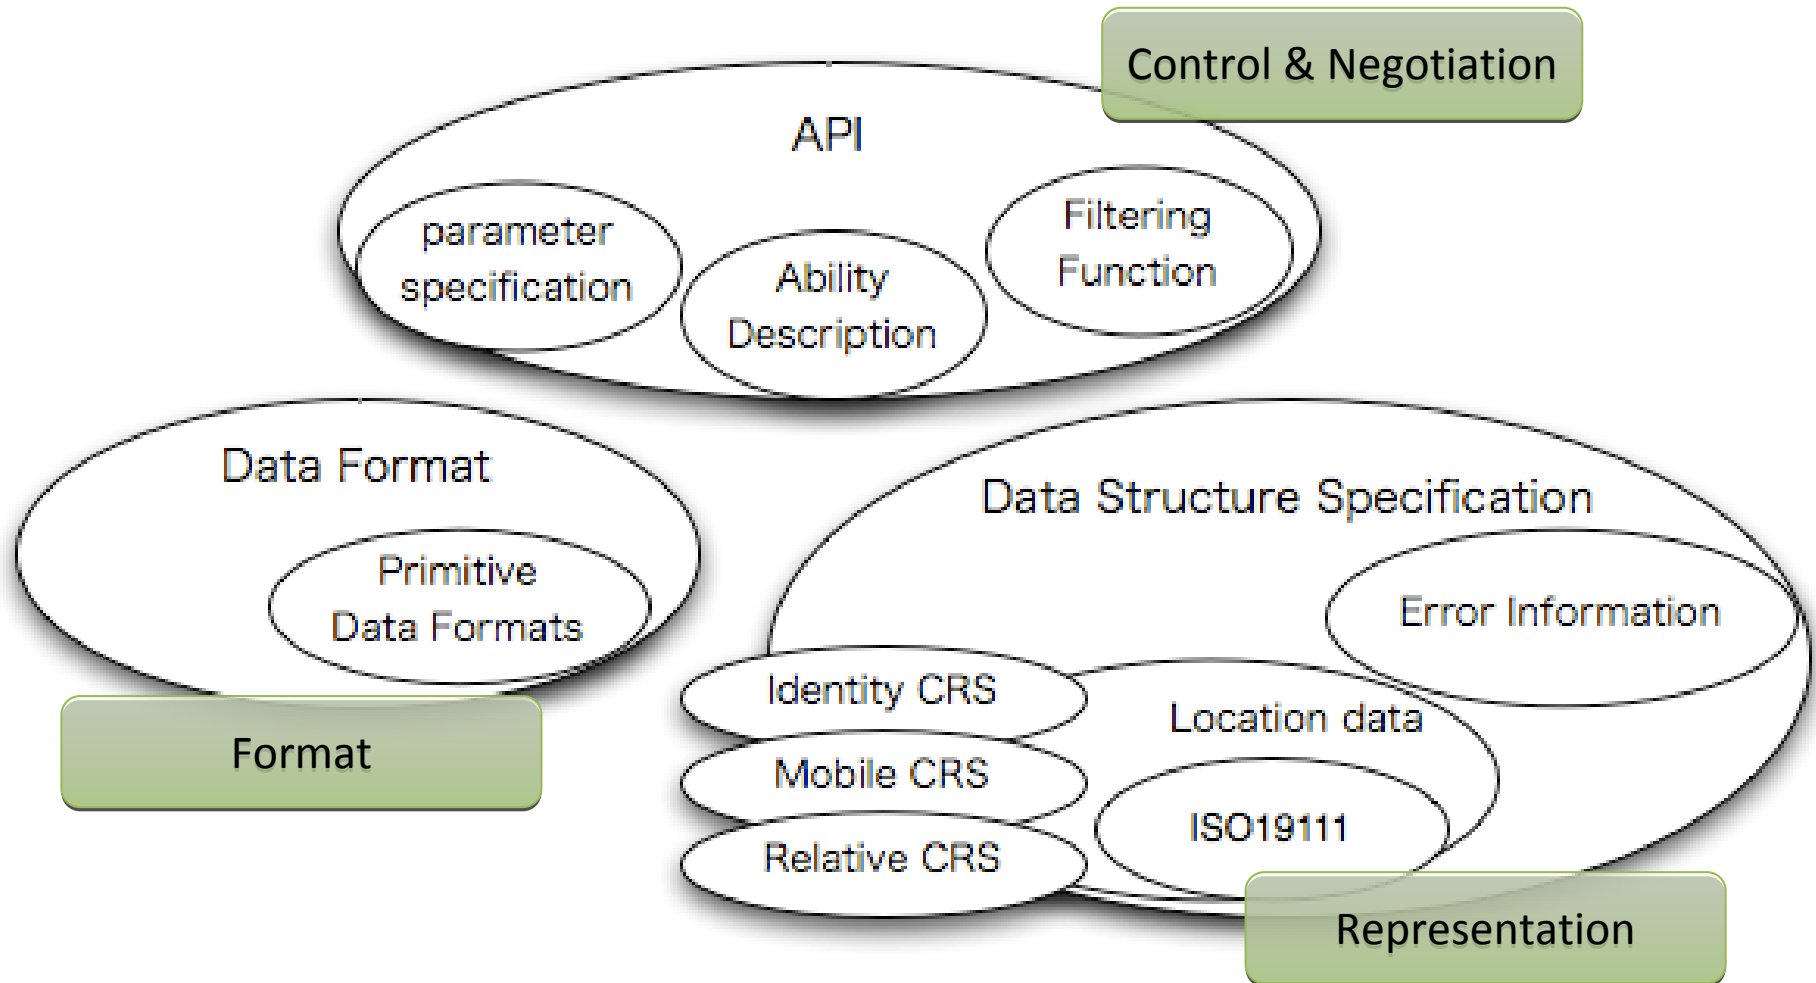 Control & Negotiation
API
parameter
specification
Ability
Description
Filtering
Function
Data Format
Primitive
Data Formats
Format
Data Structure Specification
Error Information
Identity CRS
Mobile CRS
Relative CRS
Location data
ISO19111
Representation